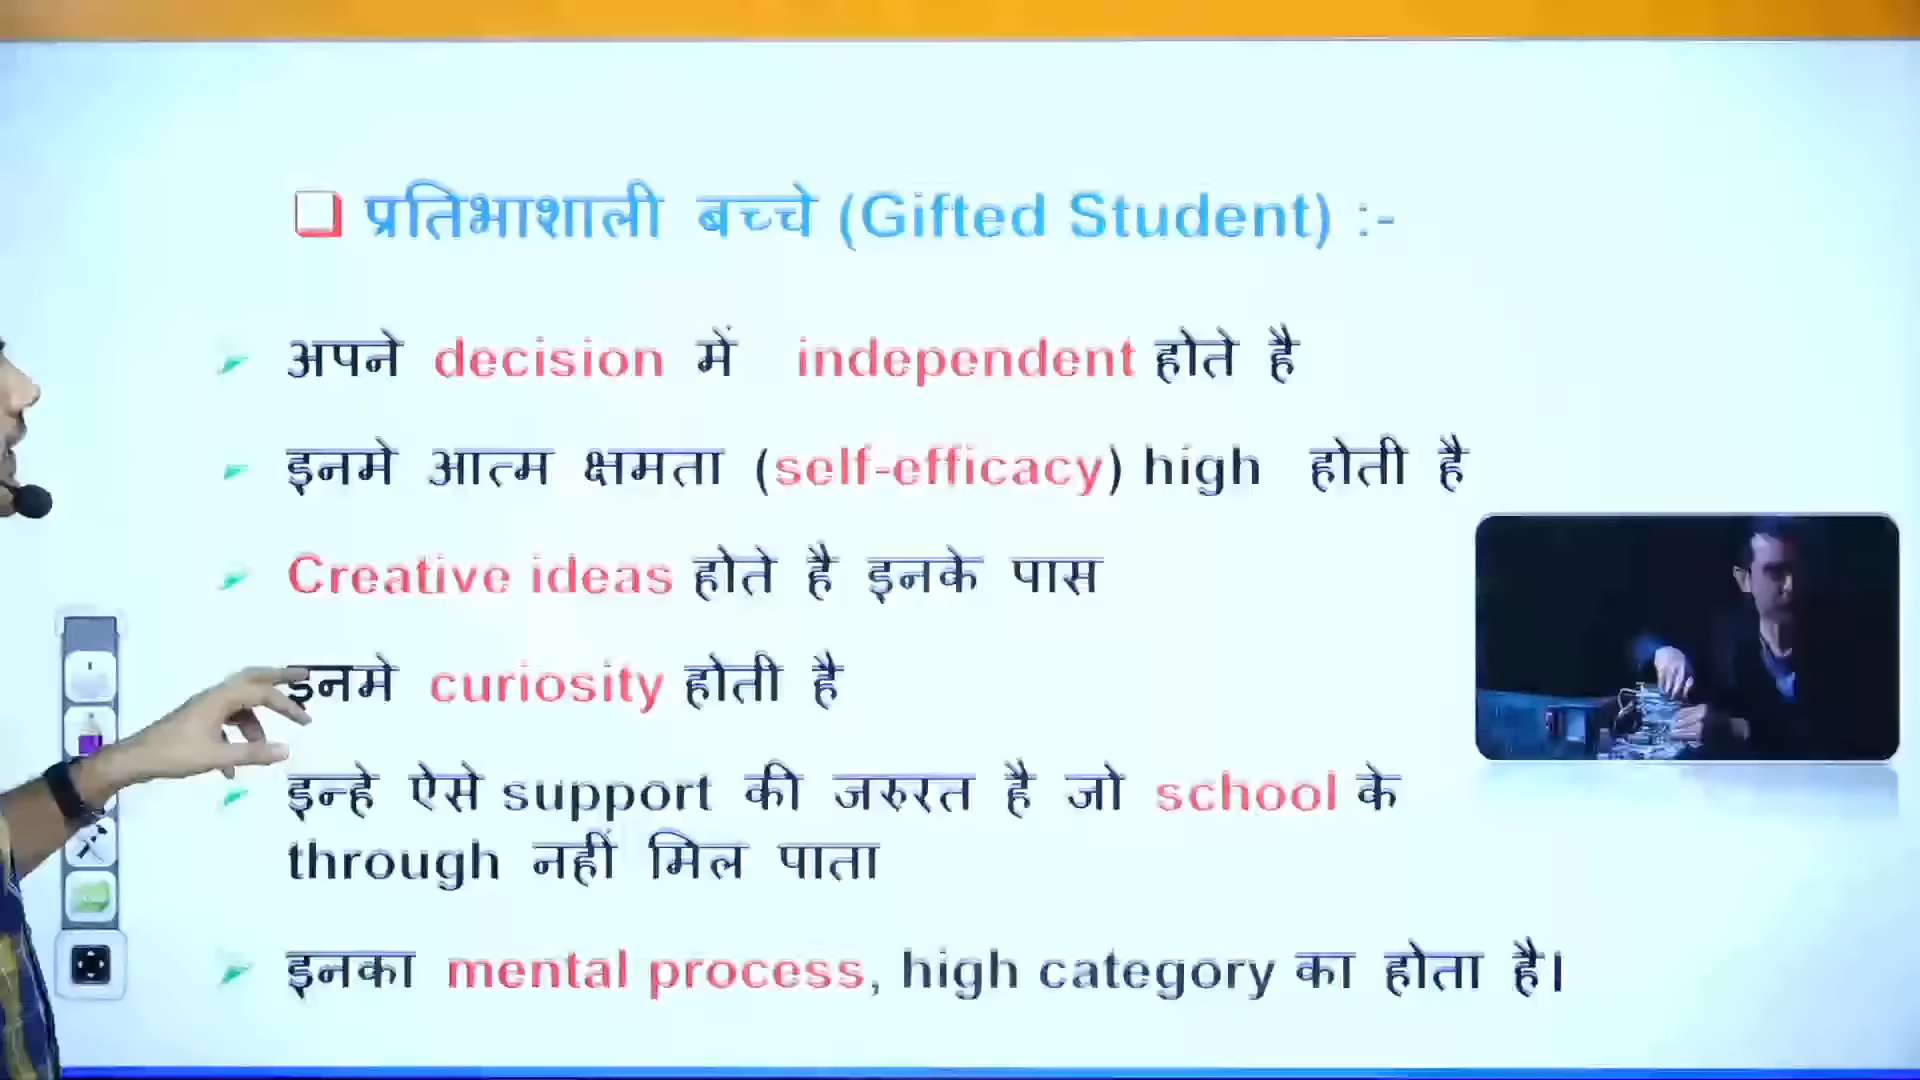 प्रतिभाशाली बच्चे (Gifted Student) :-
अपने decision में independent होते है
इनमे आत्म क्षमता (self-efficacy) high होती है
Creative ideas होते है इनके पास
इनमे curiosity होती है
इन्हे ऐसे support की जरुरत है जो school के
through नहीं मिल पाता
इनका mental process, high category का होता है।